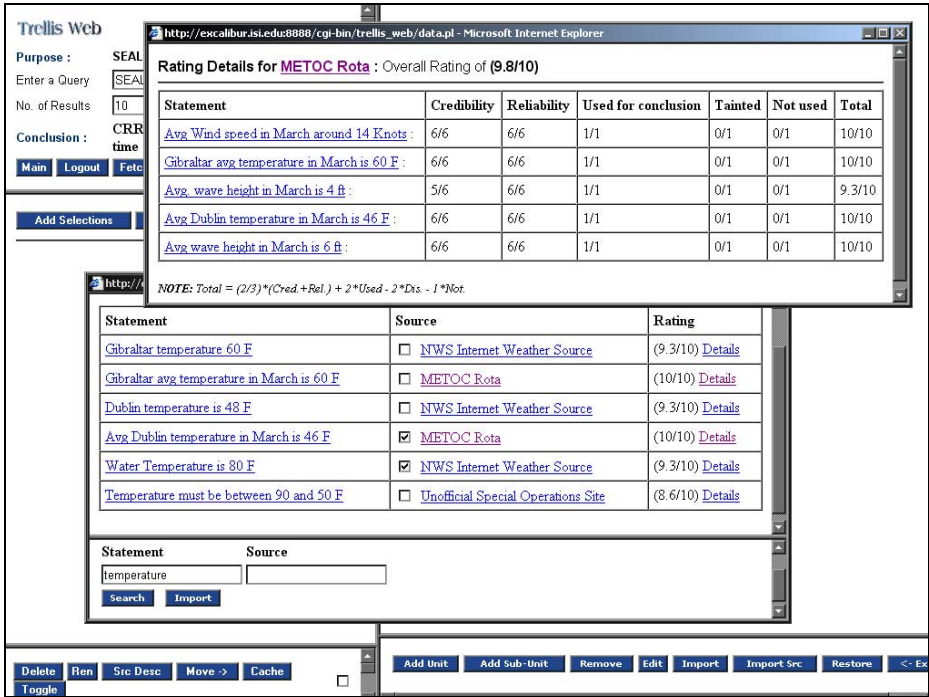 Trellis Web
Purpose : SEAL
Enter a Query SEAL
No. of Results 10
Conclusion : CRR
time
Main Logout Fetc
Add Selections
http://excalibur.isi.edu:8888/cgi-bin/trellis_web/data.pl - Microsoft Internet Explorer
Rating Details for METOC Rota : Overall Rating of (9.8/10)
Statement Credibility Reliability Used for conclusion Tainted Not used Total
Avg Wind speed in March around 14 Knots : 6/6 6/6 1/1 0/1 0/1 10/10
Gibraltar avg temperature in March is 60 F : 6/6 6/6 1/1 0/1 0/1 10/10
Avg. wave height in March is 4 ft : 5/6 6/6 1/1 0/1 0/1 9.3/10
Avg Dublin temperature in March is 46 F : 6/6 6/6 1/1 0/1 0/1 10/10
Avg wave height in March is 6 ft : 6/6 6/6 1/1 0/1 0/1 10/10
NOTE: Total = (2/3)*(Cred.+Rel.) + 2*Used - 2*Dis. - 1*Not.
http://
Statement Source Rating
Gibraltar temperature 60 F NWS Internet Weather Source (9.3/10) Details
Gibraltar avg temperature in March is 60 F METOC Rota (10/10) Details
Dublin temperature is 48 F NWS Internet Weather Source (9.3/10) Details
Avg Dublin temperature in March is 46 F METOC Rota (10/10) Details
Water Temperature is 80 F NWS Internet Weather Source (9.3/10) Details
Temperature must be between 90 and 50 F Unofficial Special Operations Site (8.6/10) Details
Statement Source
temperature
Search Import
Delete Ren Src Desc Move -> Cache
Toggle
Add Unit Add Sub-Unit Remove Edit Import Import Src Restore <- Ex